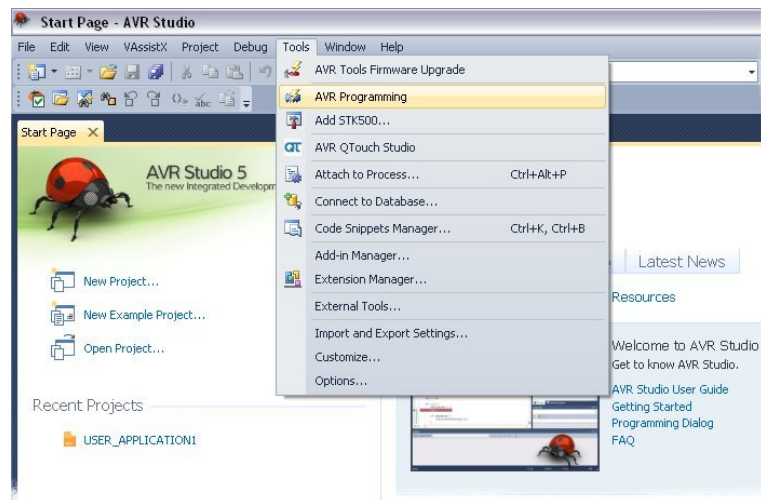 Start Page - AVR Studio
File Edit View VAssistX Project Debug Tools Window Help
AVR Tools Firmware Upgrade
AVR Programming
Add STK500...
QT AVR QTouch Studio
Attach to Process... Ctrl+Alt+P
Connect to Database...
Code Snippets Manager... Ctrl+K, Ctrl+B
Add-in Manager...
Extension Manager...
External Tools...
Import and Export Settings...
Customize...
Options...
Start Page
AVR Studio 5
The new Integrated
New Project...
New Example Project...
Open Project...
Recent Projects
USER_APPLICATION1
Latest News
Resources
Welcome to AVR Studio
Get to know AVR Studio.
AVR Studio User Guide
Getting Started
Programming Dialog
FAQ